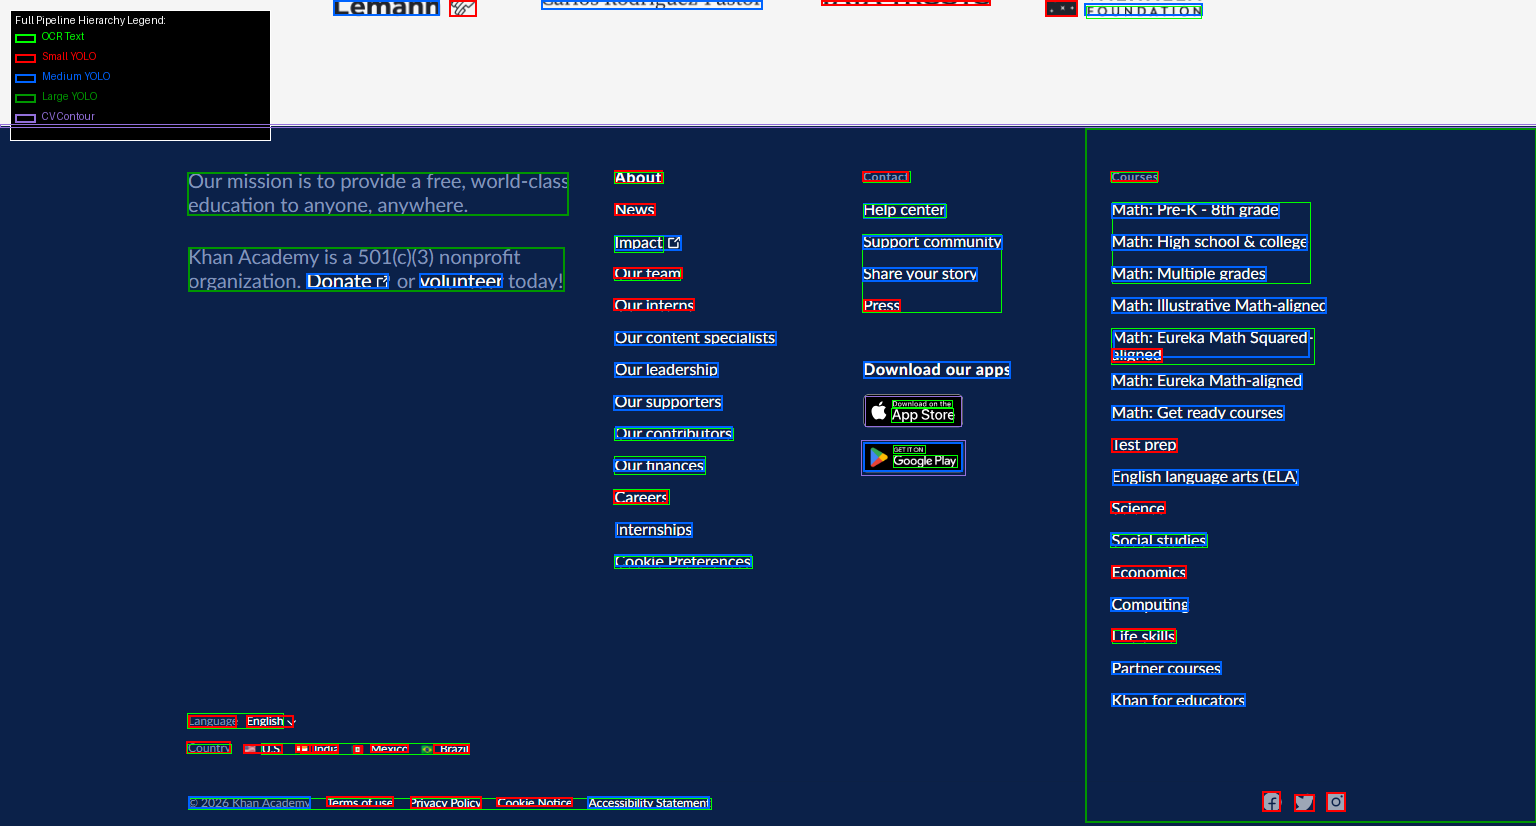 Full Pipeline Hierarchy Legend:
OCR Text
Small YOLO
Medium YOLO
Large YOLO
CV Contour
Lemann
FOUNDATION
Our mission is to provide a free, world-class
education to anyone, anywhere.
Khan Academy is a 501(c)(3) nonprofit
organization. Donate or volunteer today!
About
News
Impact
Our team
Our interns
Our content specialists
Our leadership
Our supporters
Our contributors
Our finances
Careers
Internships
Cookie Preferences
Contact
Help center
Support community
Share your story
Press
Download our apps
Download on the
App Store
GET IT ON
Google Play
Courses
Math: Pre-K - 8th grade
Math: High school & college
Math: Multiple grades
Math: Illustrative Math-aligned
Math: Eureka Math Squared-
aligned
Math: Eureka Math-aligned
Math: Get ready courses
Test prep
English language arts (ELA)
Science
Social studies
Economics
Computing
Life skills
Partner courses
Khan for educators
Language English
Country U.S. India Mexico Brazil
© 2026 Khan Academy Terms of use Privacy Policy Cookie Notice Accessibility Statement